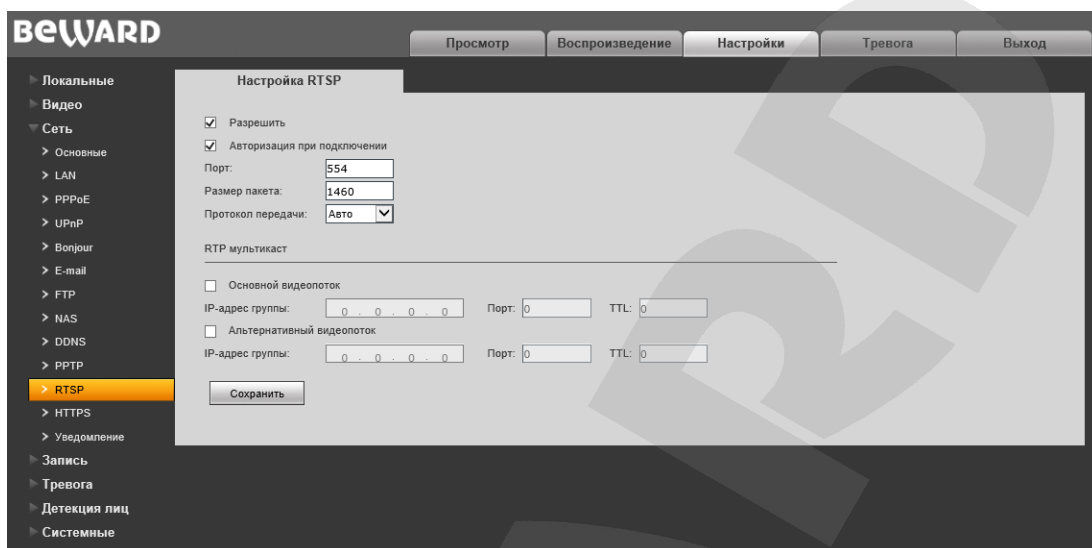 BEWARD
Просмотр Воспроизведение Настройки Тревога Выход
Локальные
Видео
Сеть
Основные
LAN
PPPoE
UPnP
Bonjour
E-mail
FTP
NAS
DDNS
PPTP
RTSP
HTTPS
Уведомление
Запись
Тревога
Детекция лиц
Системные
Настройка RTSP
Разрешить
Авторизация при подключении
Порт: 554
Размер пакета: 1460
Протокол передачи: Авто
RTP мультикаст
Основной видеопоток
IP-адрес группы: 0 . 0 . 0 . 0 Порт: 0 TTL: 0
Альтернативный видеопоток
IP-адрес группы: 0 . 0 . 0 . 0 Порт: 0 TTL: 0
Сохранить